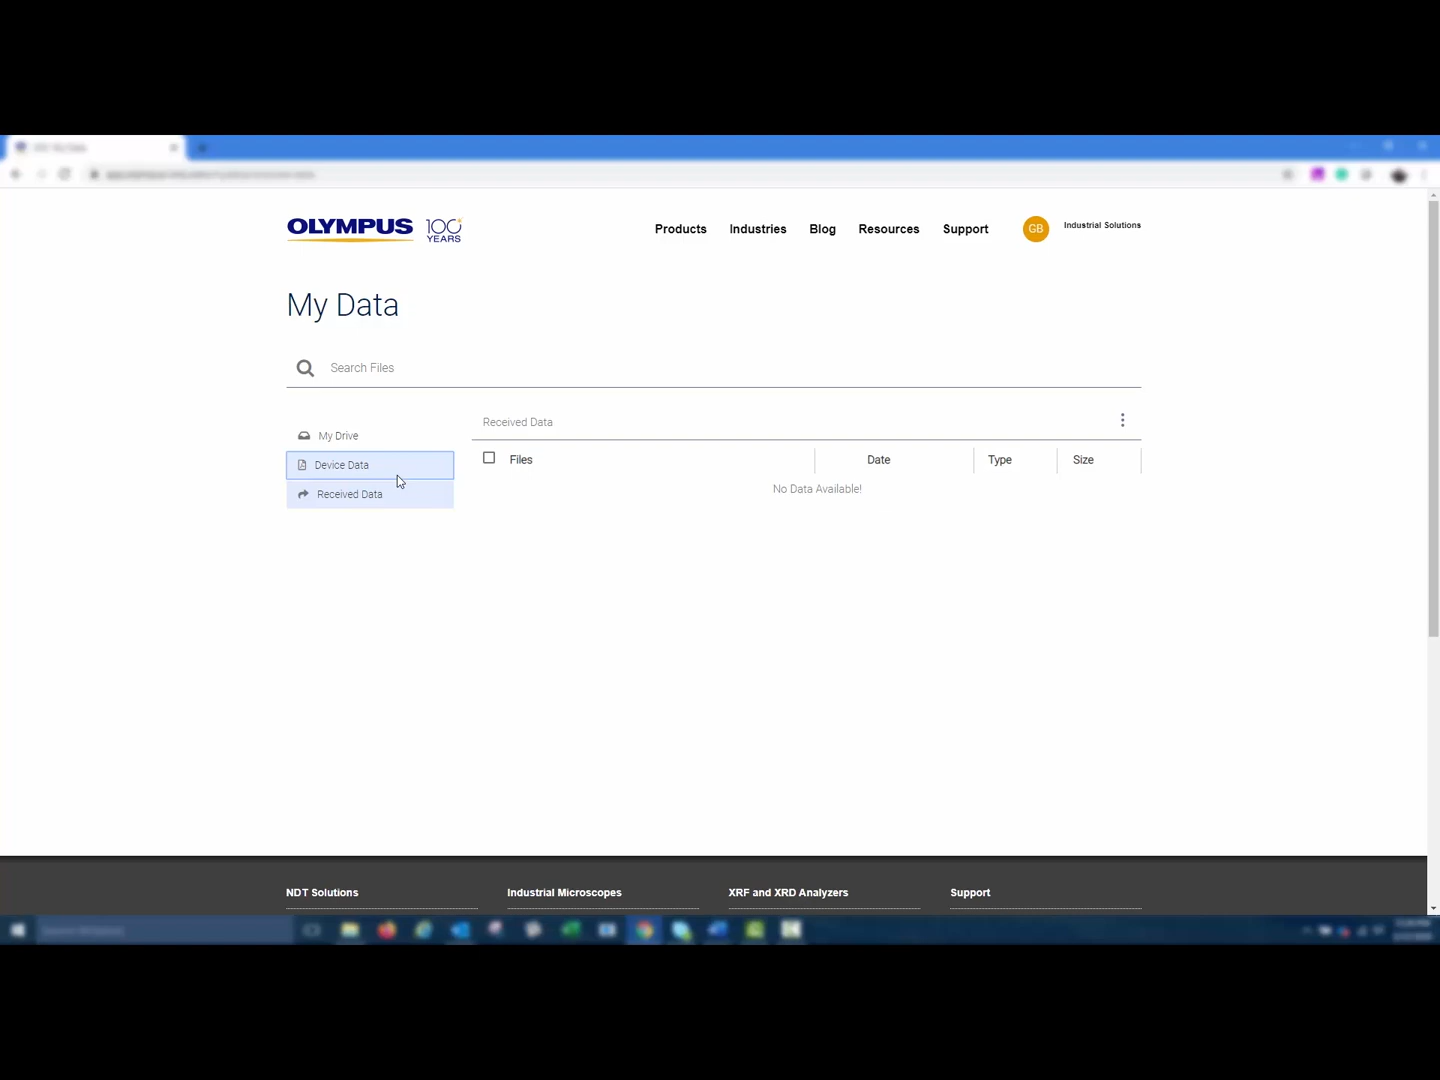 OLYMPUS 100 YEARS
Products Industries Blog Resources Support GB Industrial Solutions
My Data
Search Files
My Drive
Device Data
Received Data
Received Data
Files Date Type Size
No Data Available!
NDT Solutions Industrial Microscopes XRF and XRD Analyzers Support